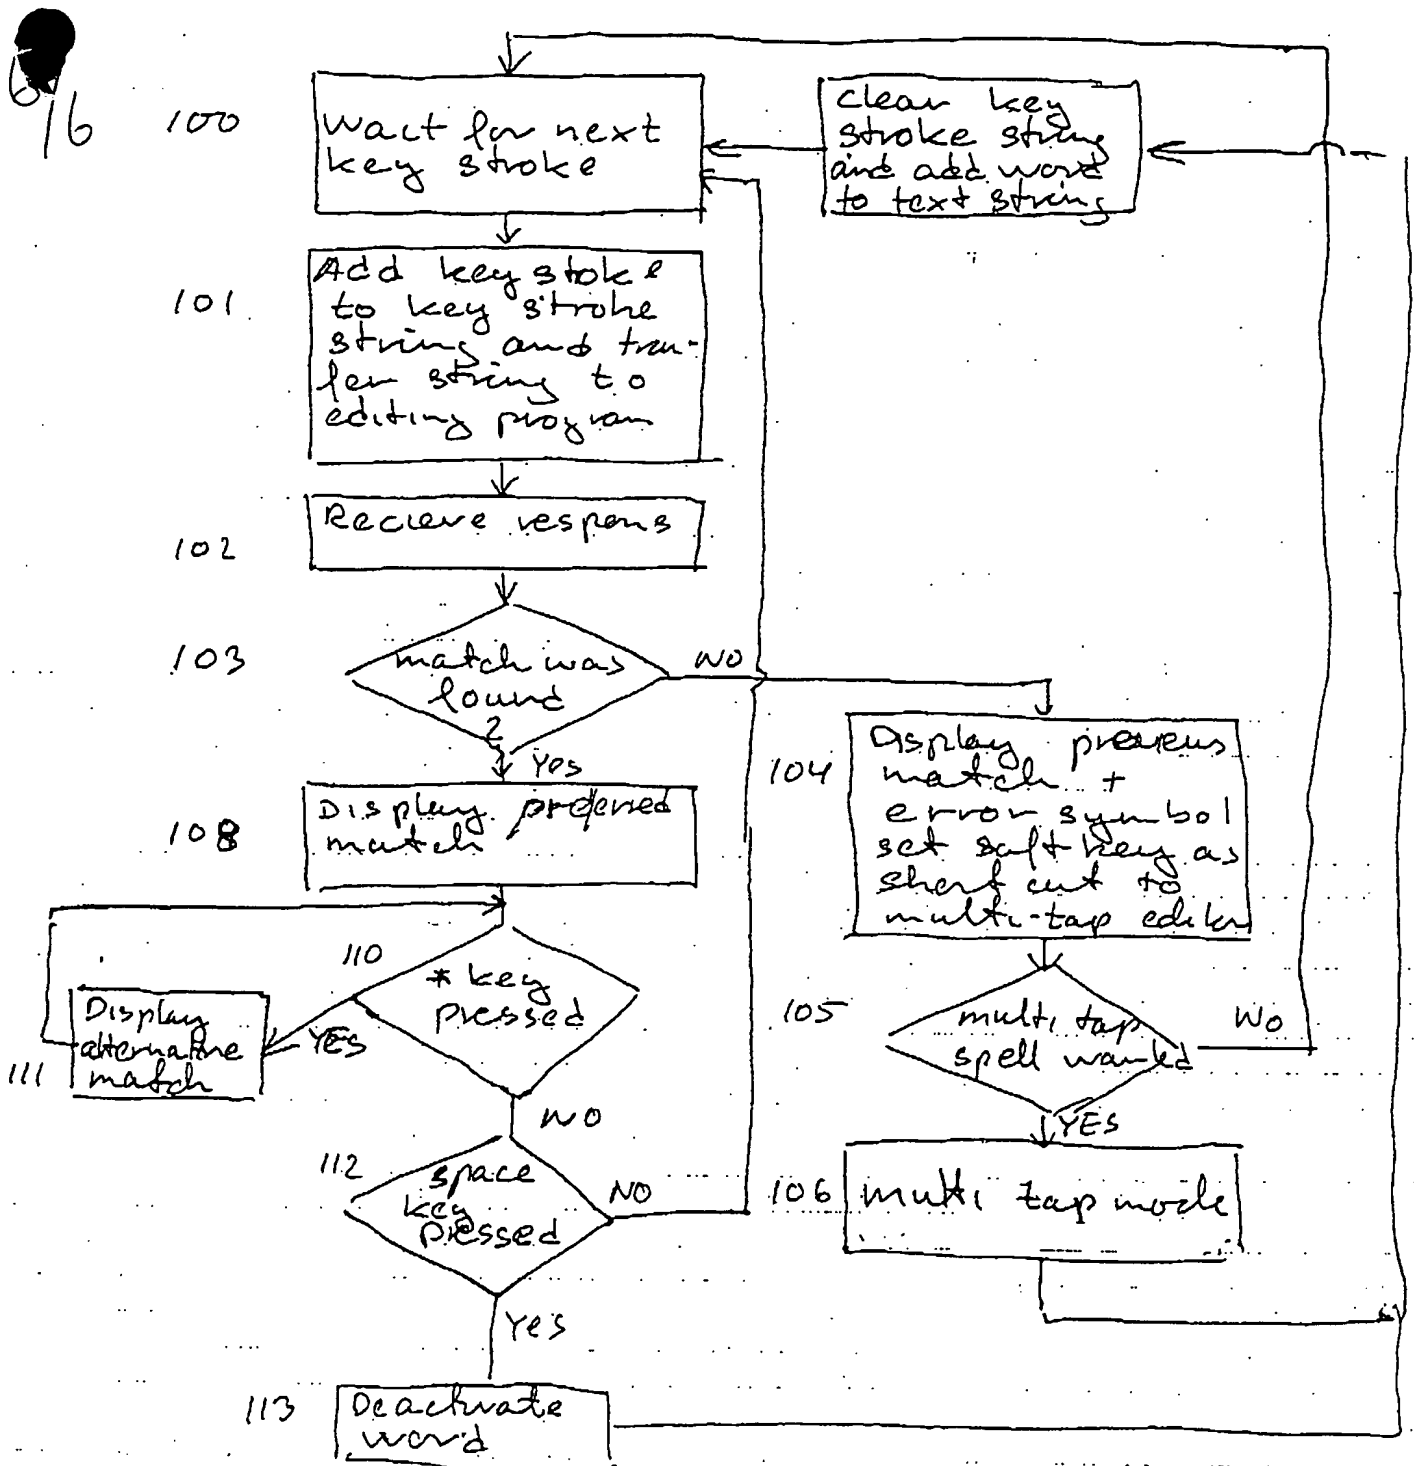 16
100
Wait for next
key stroke
clear key
stroke string
and add word
to text string
101
Add key stoke
to key stroke
string and tran-
fer string to
editing program
102
Recieve respons
103
match was
found
?
NO
Yes
108
Display preferred
match
104
Display previous
match +
error symbol
set soft key as
short cut to
multi-tap editor
110
* key
pressed
YES
NO
111
Display
alternative
match
105
multi tap
spell wanted
NO
YES
112
space
key
pressed
NO
Yes
106
multi tap mode
113
Deactivate
word